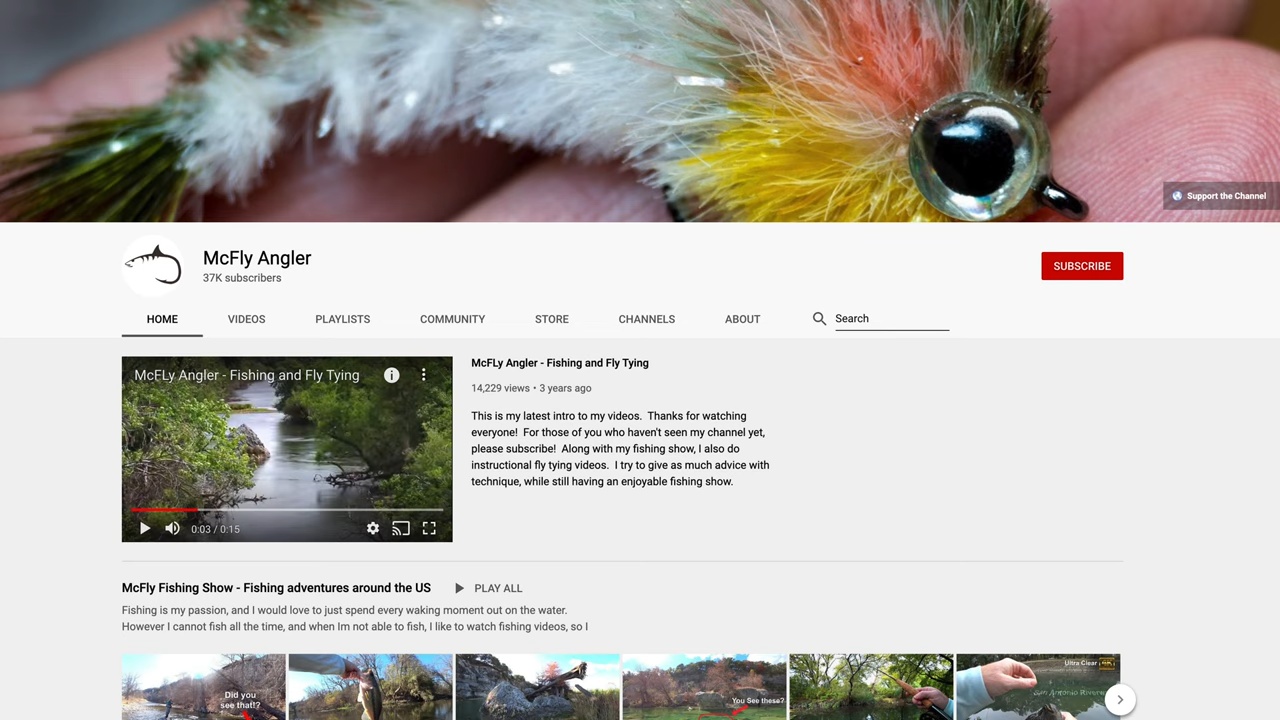 Support the Channel
McFly Angler
37K subscribers
SUBSCRIBE
HOME VIDEOS PLAYLISTS COMMUNITY STORE CHANNELS ABOUT Search
McFLy Angler - Fishing and Fly Tying
0:03 / 0:15
McFLy Angler - Fishing and Fly Tying
14,229 views • 3 years ago
This is my latest intro to my videos. Thanks for watching
everyone! For those of you who haven't seen my channel yet,
please subscribe! Along with my fishing show, I also do
instructional fly tying videos. I try to give as much advice with
technique, while still having an enjoyable fishing show.
McFly Fishing Show - Fishing adventures around the US PLAY ALL
Fishing is my passion, and I would love to just spend every waking moment out on the water.
However I cannot fish all the time, and when Im not able to fish, I like to watch fishing videos, so I
Did you
see that!?
You See these?
Ultra Clear 4K
San Antonio River